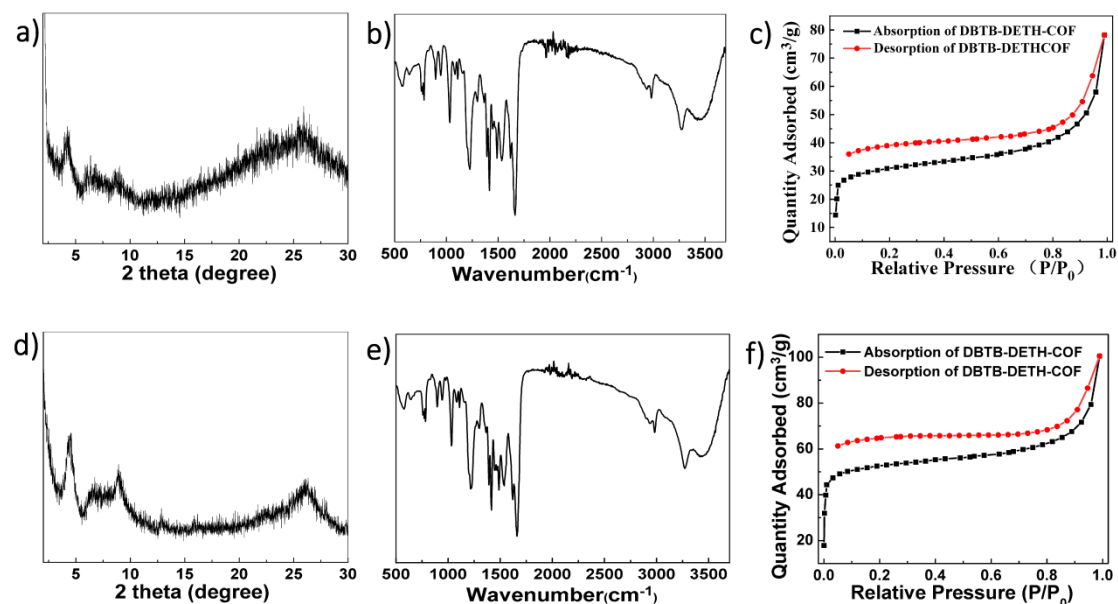 a)
5
10
15
20
25
30
2 theta (degree)
b)
500 1000 1500 2000 2500 3000 3500
Wavenumber(cm⁻¹)
c)
Absorption of DBTB-DETH-COF
Desorption of DBTB-DETHCOF
Quantity Adsorbed (cm³/g)
80
70
60
50
40
30
20
10
0
0.0 0.2 0.4 0.6 0.8 1.0
Relative Pressure （P/P₀）
d)
5
10
15
20
25
30
2 theta (degree)
e)
500 1000 1500 2000 2500 3000 3500
Wavenumber(cm⁻¹)
f)
Absorption of DBTB-DETH-COF
Desorption of DBTB-DETH-COF
Quantity Adsorbed (cm³/g)
100
80
60
40
20
0.0 0.2 0.4 0.6 0.8 1.0
Relative Pressure (P/P₀)